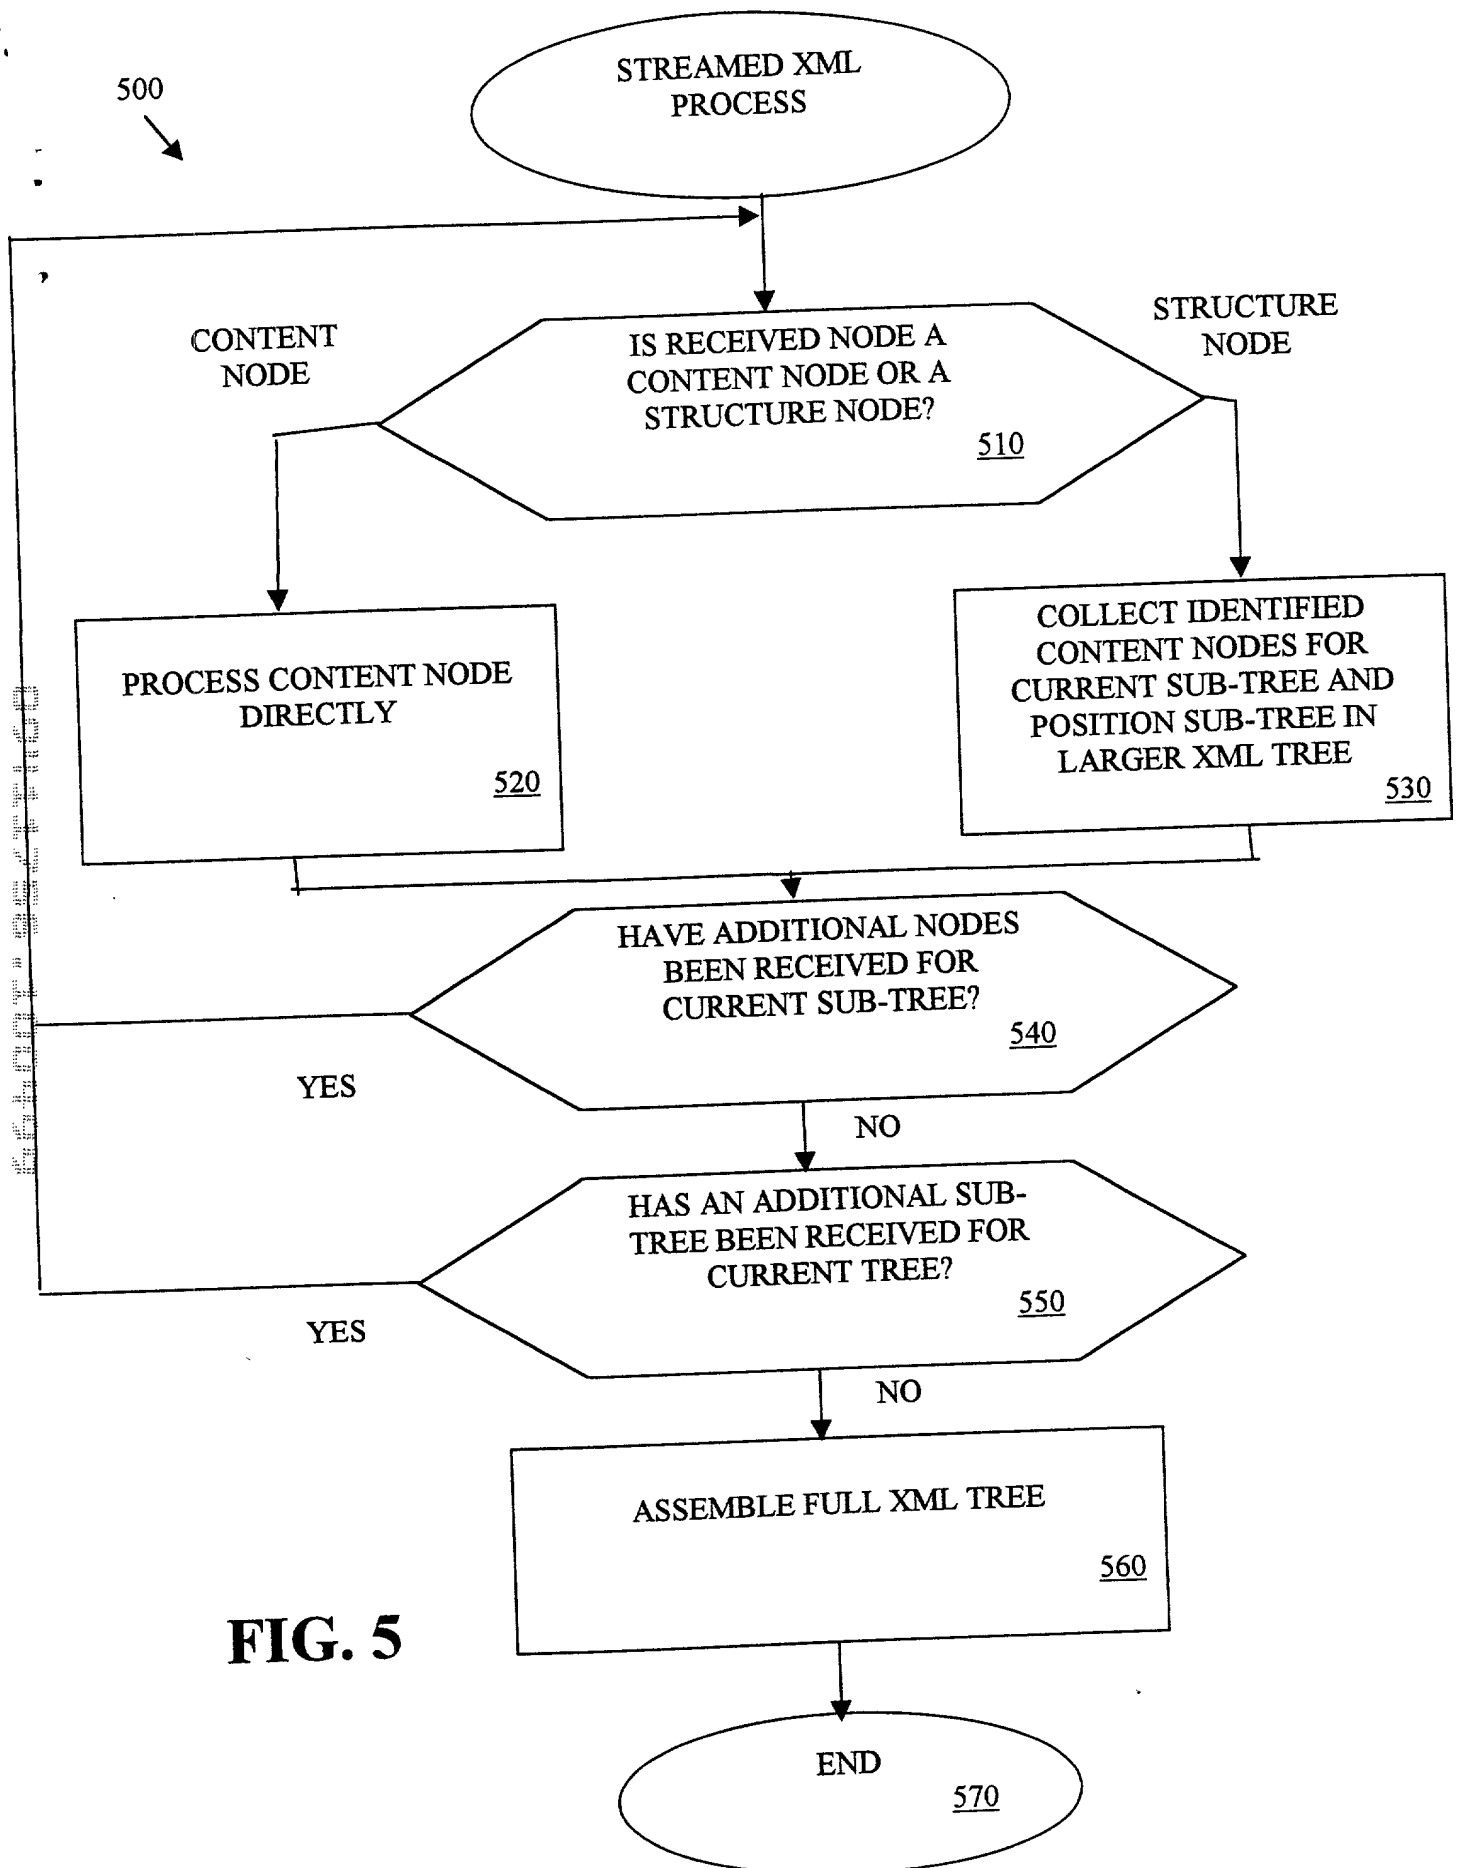 STREAMED XML
PROCESS
500
CONTENT
NODE
STRUCTURE
NODE
IS RECEIVED NODE A
CONTENT NODE OR A
STRUCTURE NODE?
510
PROCESS CONTENT NODE
DIRECTLY
520
COLLECT IDENTIFIED
CONTENT NODES FOR
CURRENT SUB-TREE AND
POSITION SUB-TREE IN
LARGER XML TREE
530
HAVE ADDITIONAL NODES
BEEN RECEIVED FOR
CURRENT SUB-TREE?
540
YES
NO
HAS AN ADDITIONAL SUB-
TREE BEEN RECEIVED FOR
CURRENT TREE?
550
YES
NO
ASSEMBLE FULL XML TREE
560
FIG. 5
END
570